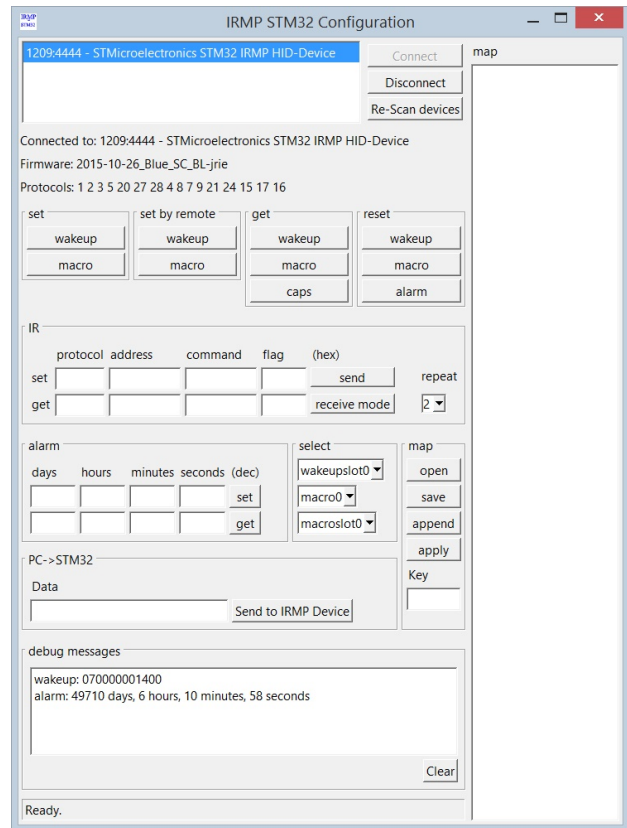 IRMP
STM32
IRMP STM32 Configuration
1209:4444 - STMicroelectronics STM32 IRMP HID-Device
Connect
Disconnect
Re-Scan devices
map
Connected to: 1209:4444 - STMicroelectronics STM32 IRMP HID-Device
Firmware: 2015-10-26_Blue_SC_BL-jrie
Protocols: 1 2 3 5 20 27 28 4 8 7 9 21 24 15 17 16
set set by remote get reset
wakeup wakeup wakeup wakeup
macro macro macro macro
caps alarm
IR
protocol address command flag (hex)
set send repeat
get receive mode 2
alarm select map
days hours minutes seconds (dec) wakeupslot0 open
set macro0 save
get macroslot0 append
apply
PC->STM32
Key
Data
Send to IRMP Device
debug messages
wakeup: 070000001400
alarm: 49710 days, 6 hours, 10 minutes, 58 seconds
Clear
Ready.